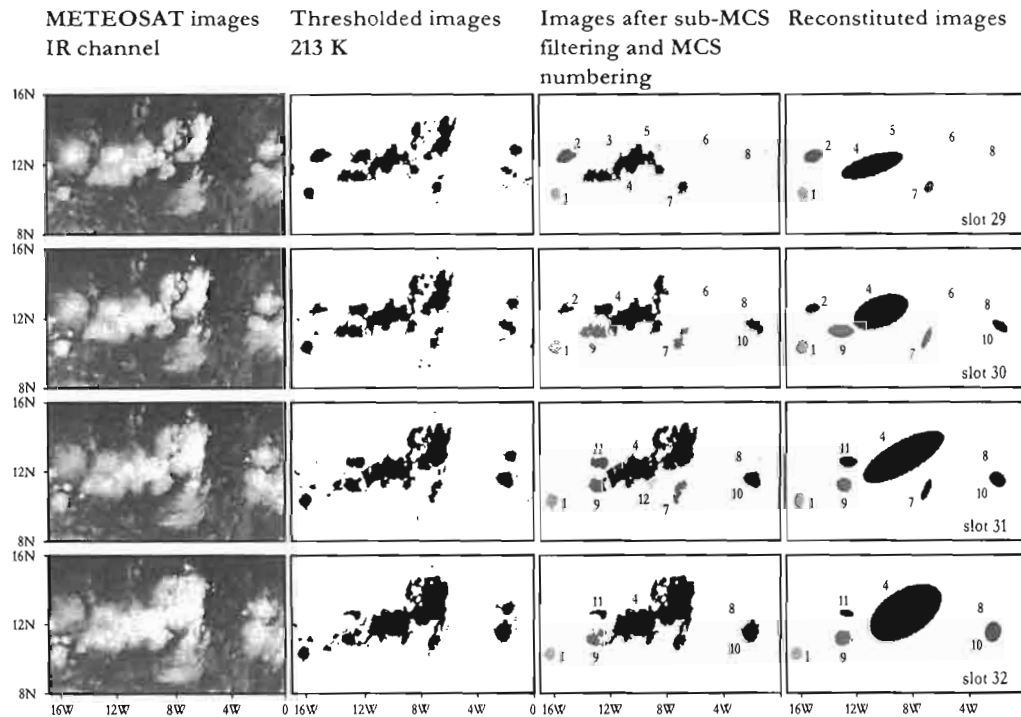 METEOSAT images
IR channel
Thresholded images
213 K
Images after sub-MCS
filtering and MCS
numbering
Reconstituted images
16N
12N
8N
2 3 5 6 8
1 4 7
2 4 5 6 8
1 7
slot 29
16N
12N
8N
2 4 6 8
1 9 7 10
2 4 6 8
1 9 7 10
slot 30
16N
12N
8N
11 4 8
1 9 12 7 10
11 4 8
1 9 7 10
slot 31
16N
12N
8N
11 4 8
1 9 10
11 4 8
1 9 10
slot 32
16W 12W 8W 4W 0
16W 12W 8W 4W 0
16W 12W 8W 4W
16W 12W 8W 4W